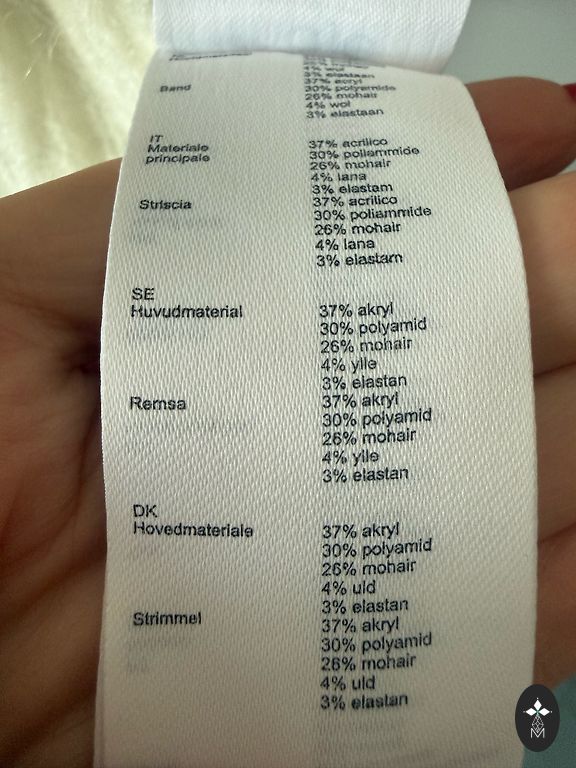 4% wol
3% elastaan
Band 37% acryl
30% polyamide
26% mohair
4% wol
3% elastaan
IT
Materiale 37% acrilico
principale 30% poliammide
26% mohair
4% lana
3% elastam
Striscia 37% acrilico
30% poliammide
26% mohair
4% lana
3% elastam
SE
Huvudmaterial 37% akryl
30% polyamid
26% mohair
4% ylle
3% elastan
Remsa 37% akryl
30% polyamid
26% mohair
4% ylle
3% elastan
DK
Hovedmateriale 37% akryl
30% polyamid
26% mohair
4% uld
3% elastan
Strimmel 37% akryl
30% polyamid
26% mohair
4% uld
3% elastan